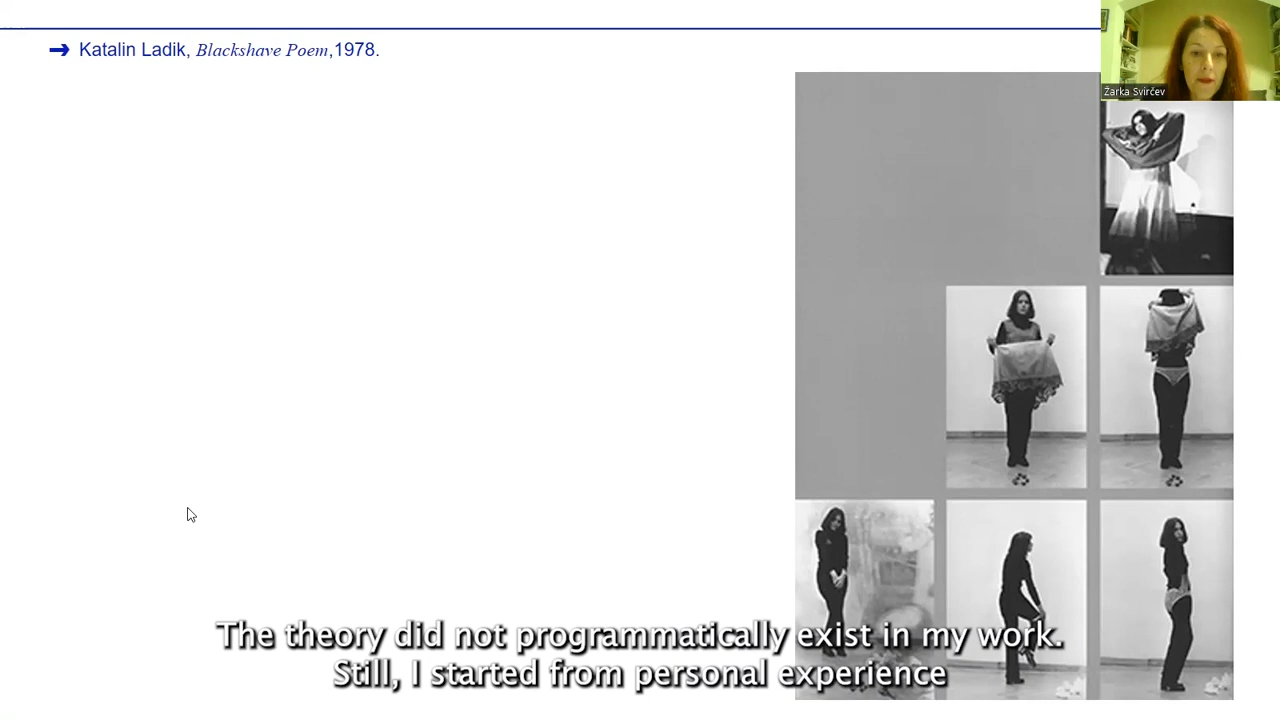 → Katalin Ladik, Blackshave Poem,1978.
Žarka Svirčev
The theory did not programmatically exist in my work.
Still, I started from personal experience